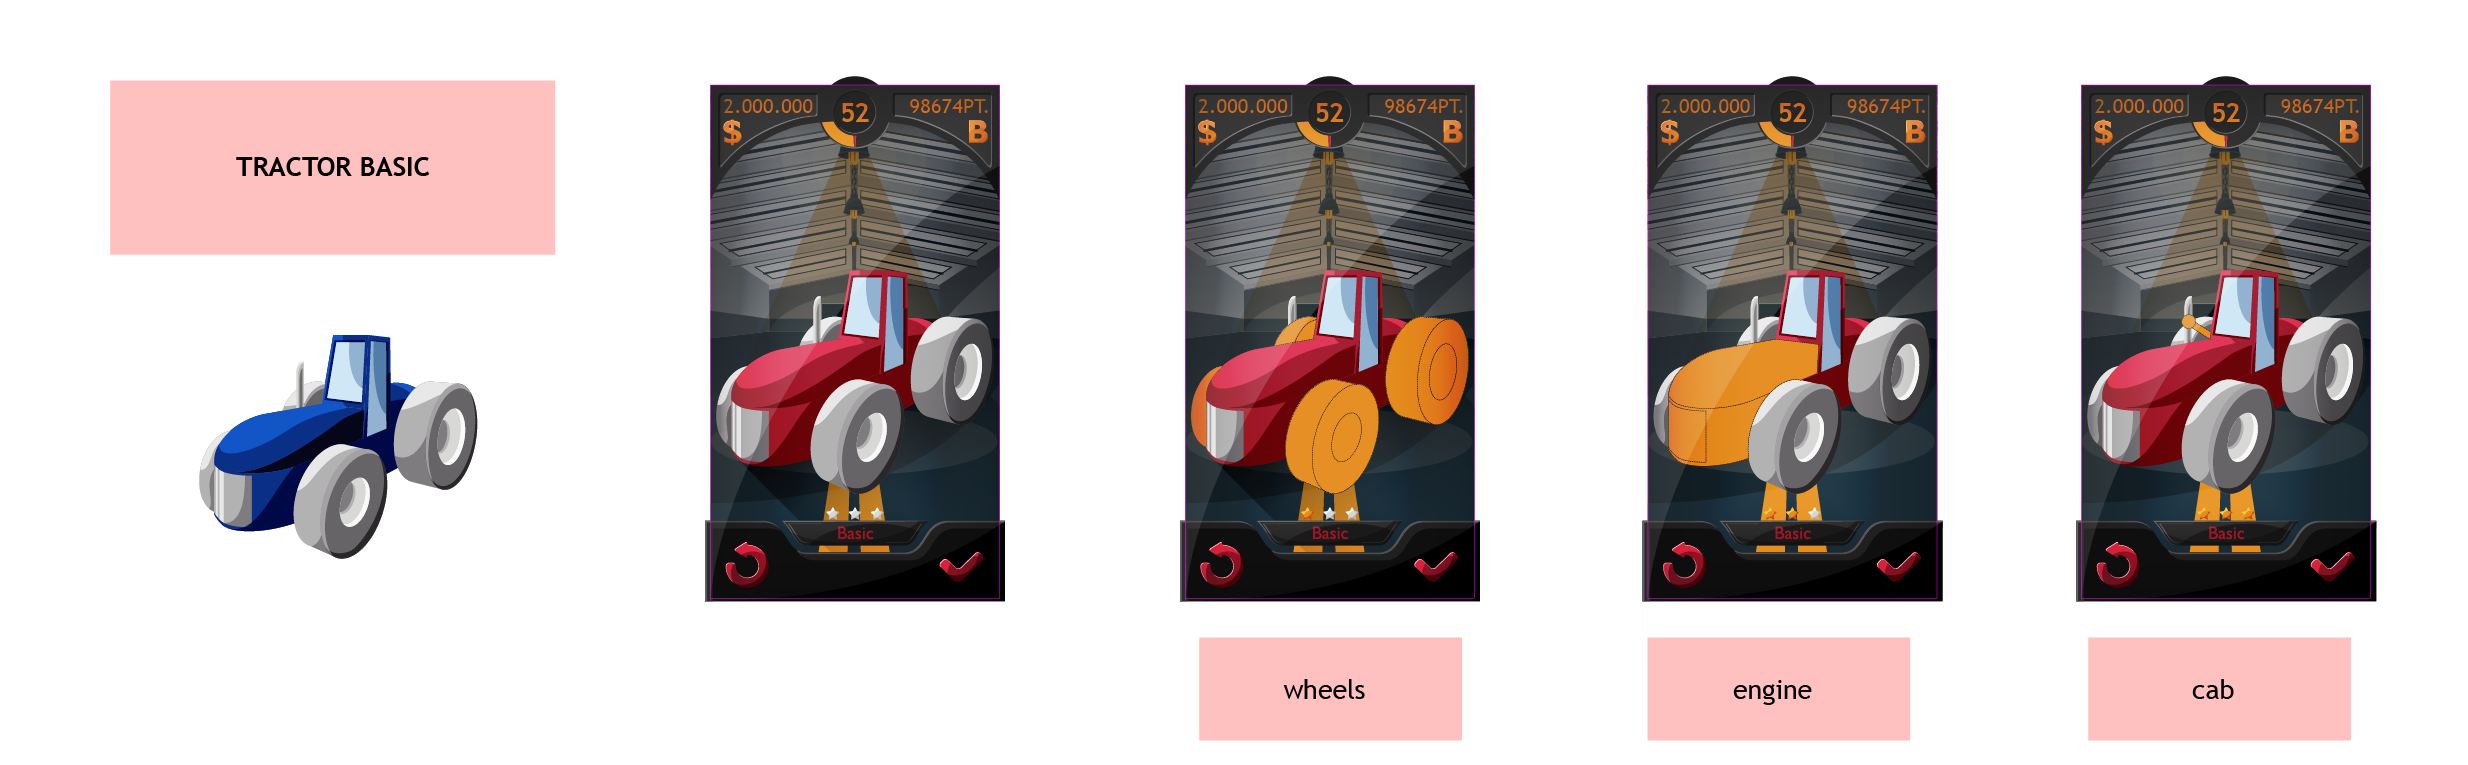 TRACTOR BASIC
2.000.000 52 98674PT.
$ B
Basic
2.000.000 52 98674PT.
$ B
Basic
wheels
2.000.000 52 98674PT.
$ B
Basic
engine
2.000.000 52 98674PT.
$ B
Basic
cab